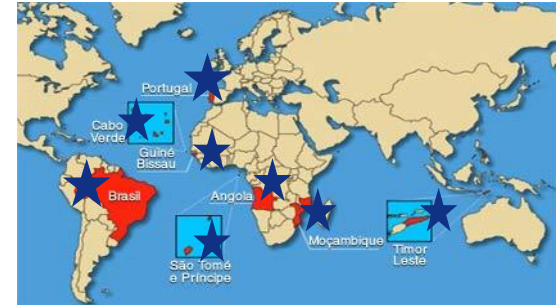 Portugal
Cabo
Verde
Guiné
Bissau
Brasil
Angola
Moçambique
São Tomé
e Príncipe
Timor
Leste